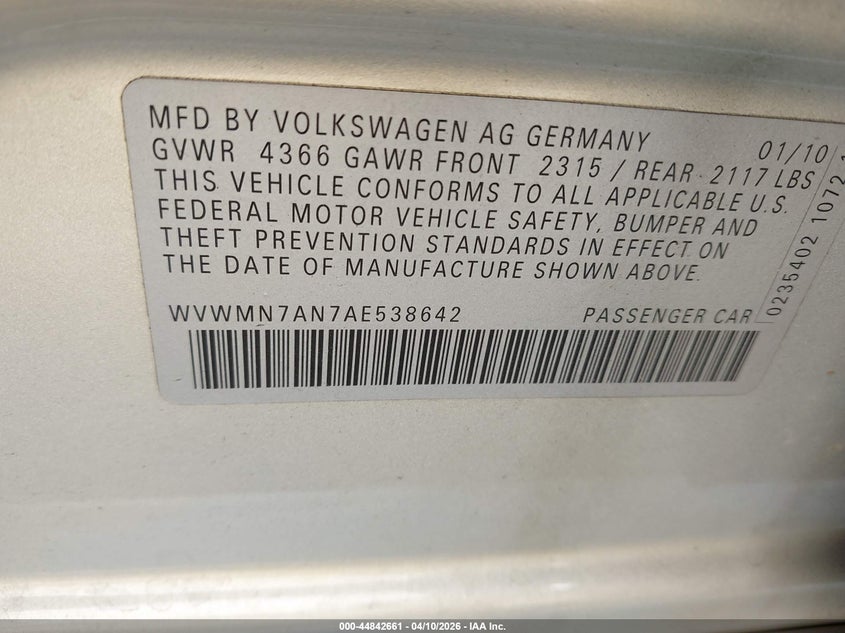 MFD BY VOLKSWAGEN AG GERMANY 01/10
GVWR 4366 GAWR FRONT 2315 / REAR 2117 LBS
THIS VEHICLE CONFORMS TO ALL APPLICABLE U.S.
FEDERAL MOTOR VEHICLE SAFETY, BUMPER AND
THEFT PREVENTION STANDARDS IN EFFECT ON
THE DATE OF MANUFACTURE SHOWN ABOVE.
WVWMN7AN7AE538642 PASSENGER CAR
0235402 1072
000-44842661 - 04/10/2026 - IAA Inc.